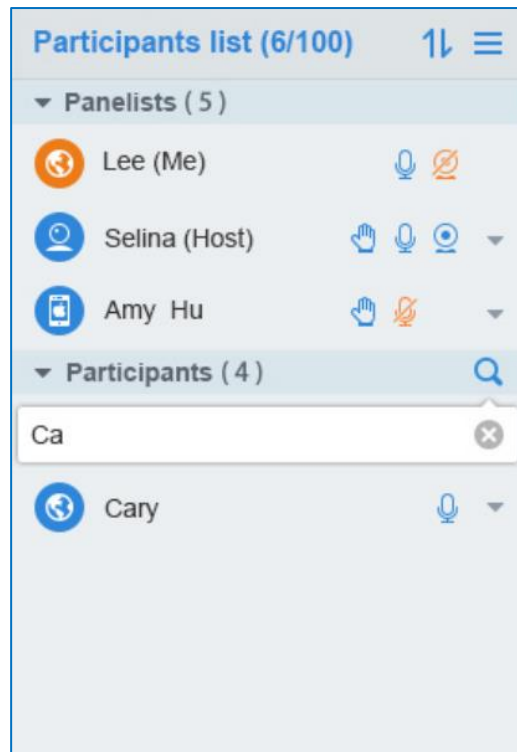 Participants list (6/100)
Panelists ( 5 )
Lee (Me)
Selina (Host)
Amy Hu
Participants ( 4 )
Ca
Cary